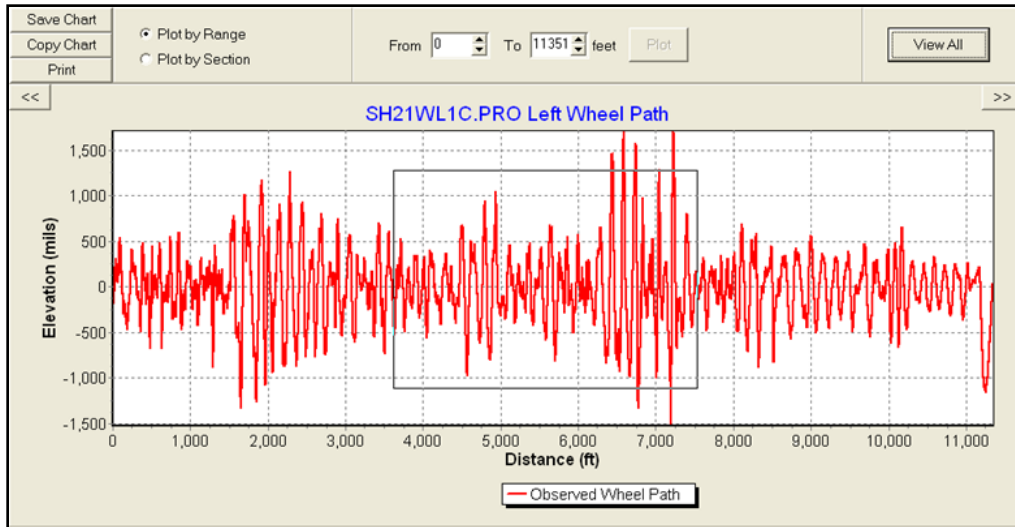 Save Chart
Copy Chart
Print
Plot by Range
Plot by Section
From 0 To 11351 feet Plot
View All
<<
>>
SH21WL1C.PRO Left Wheel Path
Elevation (mils)
1,500
1,000
500
0
-500
-1,000
-1,500
0 1,000 2,000 3,000 4,000 5,000 6,000 7,000 8,000 9,000 10,000 11,000
Distance (ft)
Observed Wheel Path